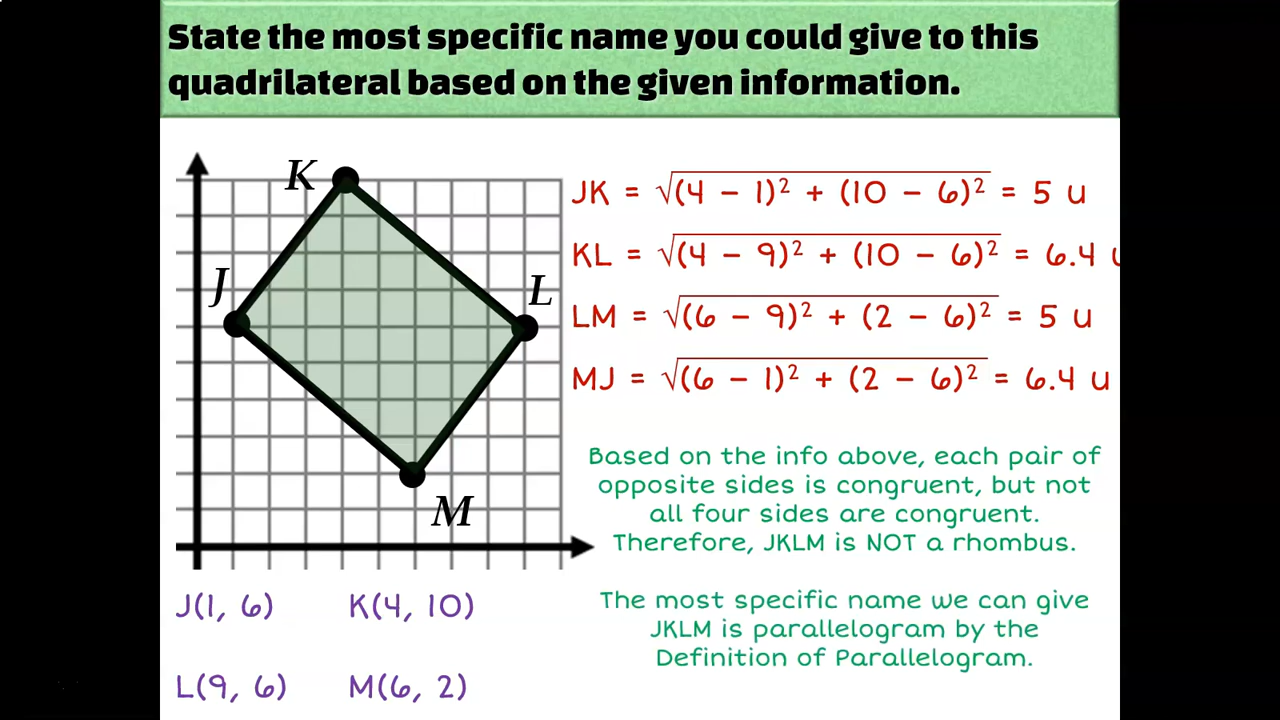 State the most specific name you could give to this
quadrilateral based on the given information.
K
J
L
M
JK = √(4 − 1)² + (10 − 6)² = 5 u
KL = √(4 − 9)² + (10 − 6)² = 6.4 u
LM = √(6 − 9)² + (2 − 6)² = 5 u
MJ = √(6 − 1)² + (2 − 6)² = 6.4 u
Based on the info above, each pair of
opposite sides is congruent, but not
all four sides are congruent.
Therefore, JKLM is NOT a rhombus.
The most specific name we can give
JKLM is parallelogram by the
Definition of Parallelogram.
J(1, 6) K(4, 10)
L(9, 6) M(6, 2)